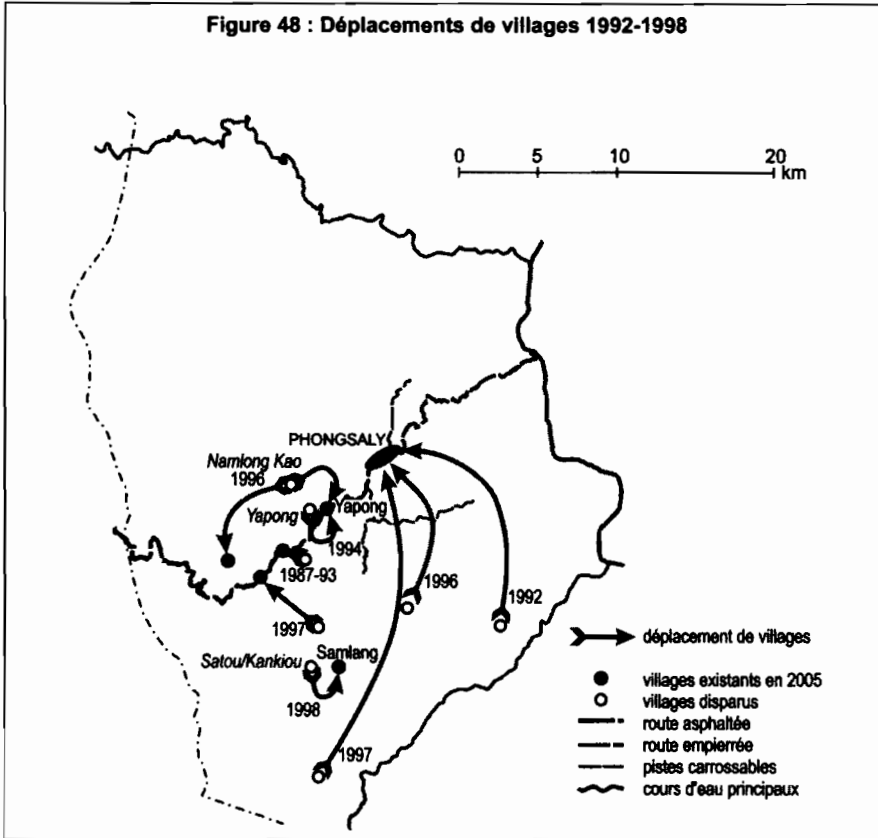 Figure 48 : Déplacements de villages 1992-1998
0 5 10 20
km
PHONGSALY
Namlong Kao
1996
Yapong
Yapong
1994
1987-93
1996
1992
1997
Satou/Kankiou
Samlang
1998
1997
déplacement de villages
villages existants en 2005
villages disparus
route asphaltée
route empierrée
pistes carrossables
cours d'eau principaux